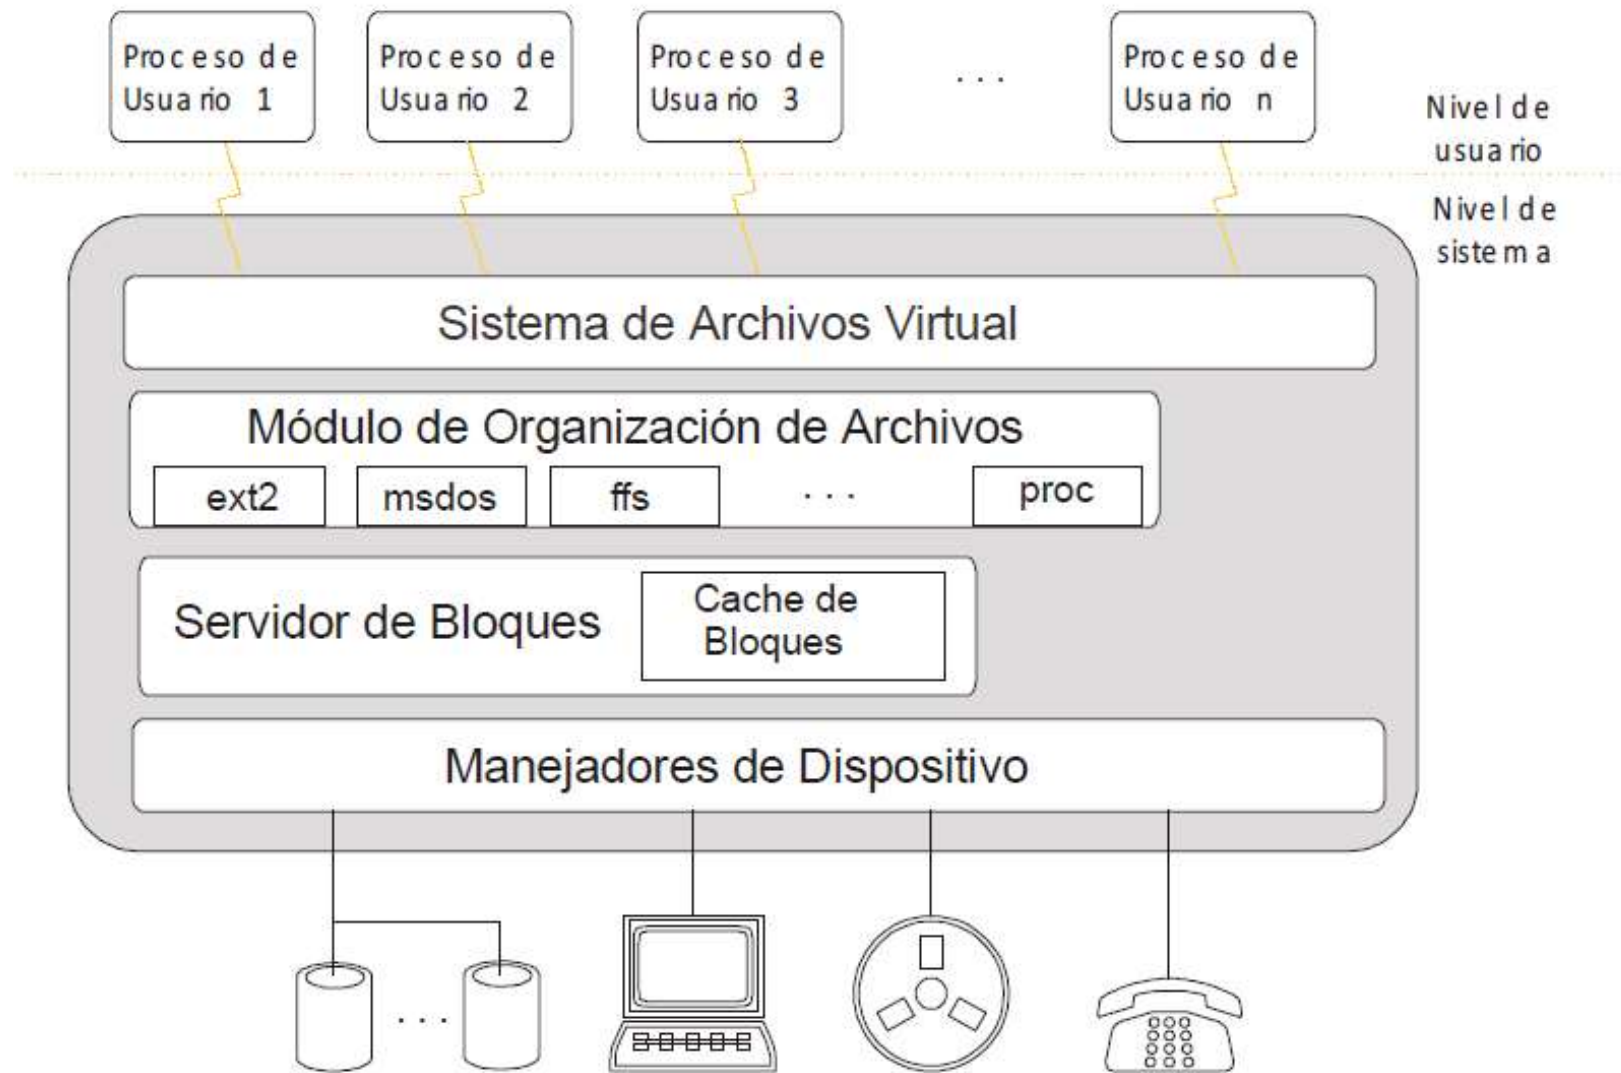 Proceso de
Usuario 1
Proceso de
Usuario 2
Proceso de
Usuario 3
. . .
Proceso de
Usuario n
Nivel de
usuario
Nivel de
sistema
Sistema de Archivos Virtual
Módulo de Organización de Archivos
ext2
msdos
ffs
. . .
proc
Servidor de Bloques
Cache de
Bloques
Manejadores de Dispositivo
. . .